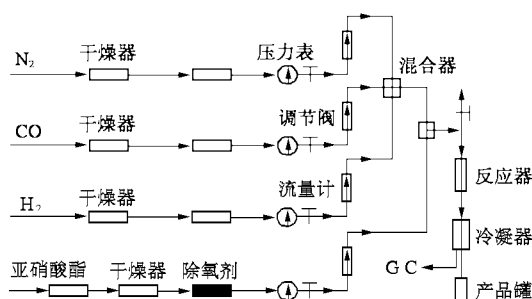 N₂ 干燥器 压力表
混合器
CO 干燥器 调节阀
H₂ 干燥器 流量计
反应器
亚硝酸酯 干燥器 除氧剂
冷凝器
GC
产品罐